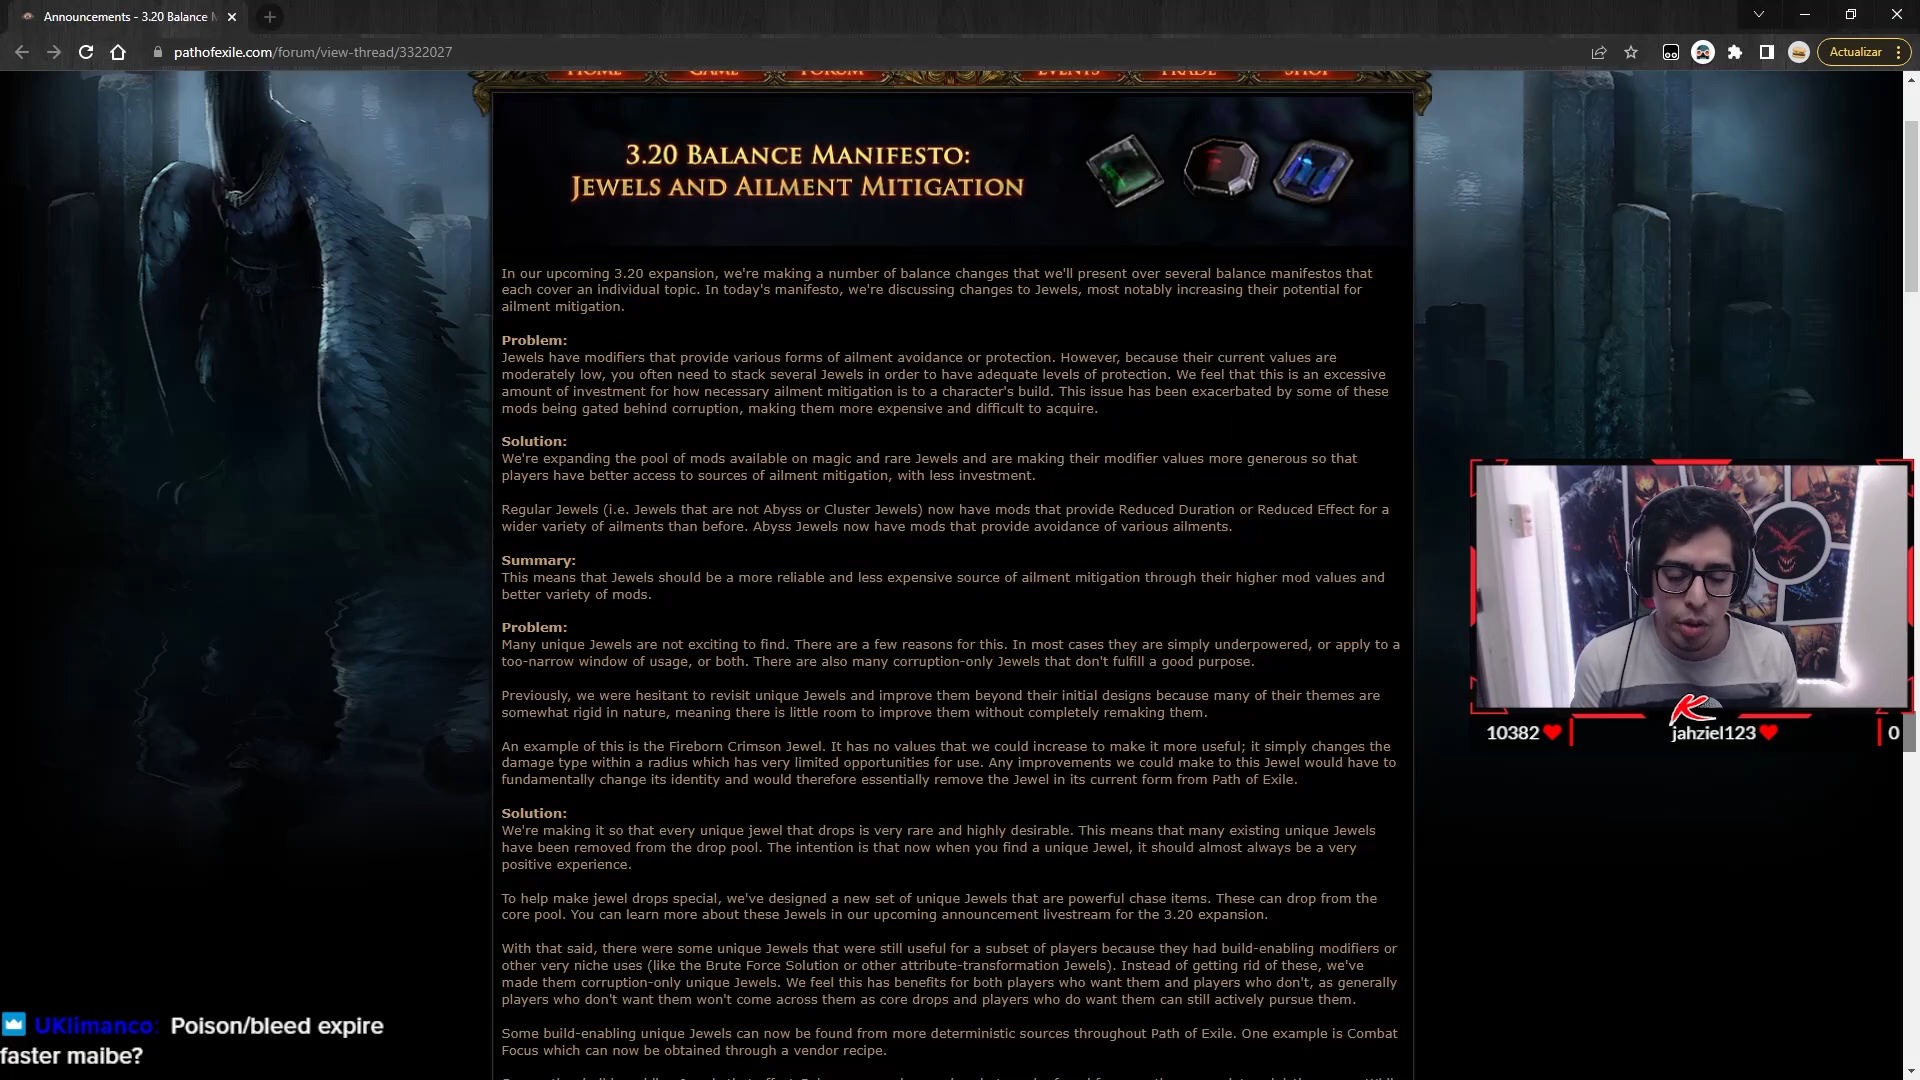 Announcements - 3.20 Balance M
pathofexile.com/forum/view-thread/3322027
Actualizar
HOME GAME FORUM EVENTS TRADE SHOP
3.20 BALANCE MANIFESTO:
JEWELS AND AILMENT MITIGATION
In our upcoming 3.20 expansion, we're making a number of balance changes that we'll present over several balance manifestos that
each cover an individual topic. In today's manifesto, we're discussing changes to Jewels, most notably increasing their potential for
ailment mitigation.
Problem:
Jewels have modifiers that provide various forms of ailment avoidance or protection. However, because their current values are
moderately low, you often need to stack several Jewels in order to have adequate levels of protection. We feel that this is an excessive
amount of investment for how necessary ailment mitigation is to a character's build. This issue has been exacerbated by some of these
mods being gated behind corruption, making them more expensive and difficult to acquire.
Solution:
We're expanding the pool of mods available on magic and rare Jewels and are making their modifier values more generous so that
players have better access to sources of ailment mitigation, with less investment.
Regular Jewels (i.e. Jewels that are not Abyss or Cluster Jewels) now have mods that provide Reduced Duration or Reduced Effect for a
wider variety of ailments than before. Abyss Jewels now have mods that provide avoidance of various ailments.
Summary:
This means that Jewels should be a more reliable and less expensive source of ailment mitigation through their higher mod values and
better variety of mods.
Problem:
Many unique Jewels are not exciting to find. There are a few reasons for this. In most cases they are simply underpowered, or apply to a
too-narrow window of usage, or both. There are also many corruption-only Jewels that don't fulfill a good purpose.
Previously, we were hesitant to revisit unique Jewels and improve them beyond their initial designs because many of their themes are
somewhat rigid in nature, meaning there is little room to improve them without completely remaking them.
An example of this is the Fireborn Crimson Jewel. It has no values that we could increase to make it more useful; it simply changes the
damage type within a radius which has very limited opportunities for use. Any improvements we could make to this Jewel would have to
fundamentally change its identity and would therefore essentially remove the Jewel in its current form from Path of Exile.
Solution:
We're making it so that every unique jewel that drops is very rare and highly desirable. This means that many existing unique Jewels
have been removed from the drop pool. The intention is that now when you find a unique Jewel, it should almost always be a very
positive experience.
To help make jewel drops special, we've designed a new set of unique Jewels that are powerful chase items. These can drop from the
core pool. You can learn more about these Jewels in our upcoming announcement livestream for the 3.20 expansion.
With that said, there were some unique Jewels that were still useful for a subset of players because they had build-enabling modifiers or
other very niche uses (like the Brute Force Solution or other attribute-transformation Jewels). Instead of getting rid of these, we've
made them corruption-only unique Jewels. We feel this has benefits for both players who want them and players who don't, as generally
players who don't want them won't come across them as core drops and players who do want them can still actively pursue them.
Some build-enabling unique Jewels can now be found from more deterministic sources throughout Path of Exile. One example is Combat
Focus which can now be obtained through a vendor recipe.
10382 jahziel123 0
UKlimanco: Poison/bleed expire
faster maibe?